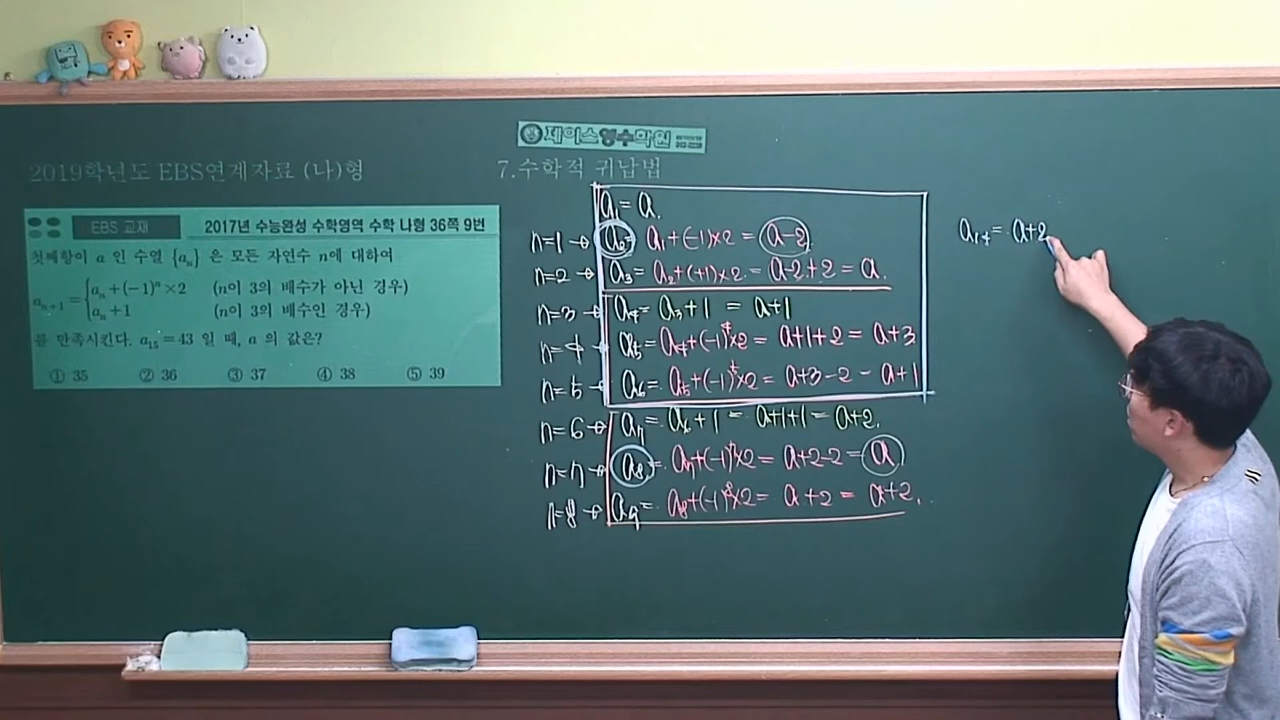 제이스영수학원
2019학년도 EBS연계자료 (나)형
7.수학적 귀납법
EBS 교재
2017년 수능완성 수학영역 수학 나형 36쪽 9번
첫째항이 a 인 수열 {aₙ} 은 모든 자연수 n에 대하여
aₙ₊₁ = { aₙ+(−1)ⁿ×2 (n이 3의 배수가 아닌 경우)
aₙ+1 (n이 3의 배수인 경우)
를 만족시킨다. a₁₅=43 일 때, a 의 값은?
① 35 ② 36 ③ 37 ④ 38 ⑤ 39
a₁ = a.
n=1 → a₂ = a₁+(-1)×2 = a-2.
n=2 → a₃ = a₂+(+1)×2 = a-2+2 = a.
n=3 → a₄ = a₃+1 = a+1
n=4 → a₅ = a₄+(-1)⁴×2 = a+1+2 = a+3
n=5 → a₆ = a₅+(-1)⁵×2 = a+3-2 = a+1
n=6 → a₇ = a₆+1 = a+1+1 = a+2.
n=7 → a₈ = a₇+(-1)⁷×2 = a+2-2 = a
n=8 → a₉ = a₈+(-1)⁸×2 = a+2 = a+2.
a₁₄ = a+2